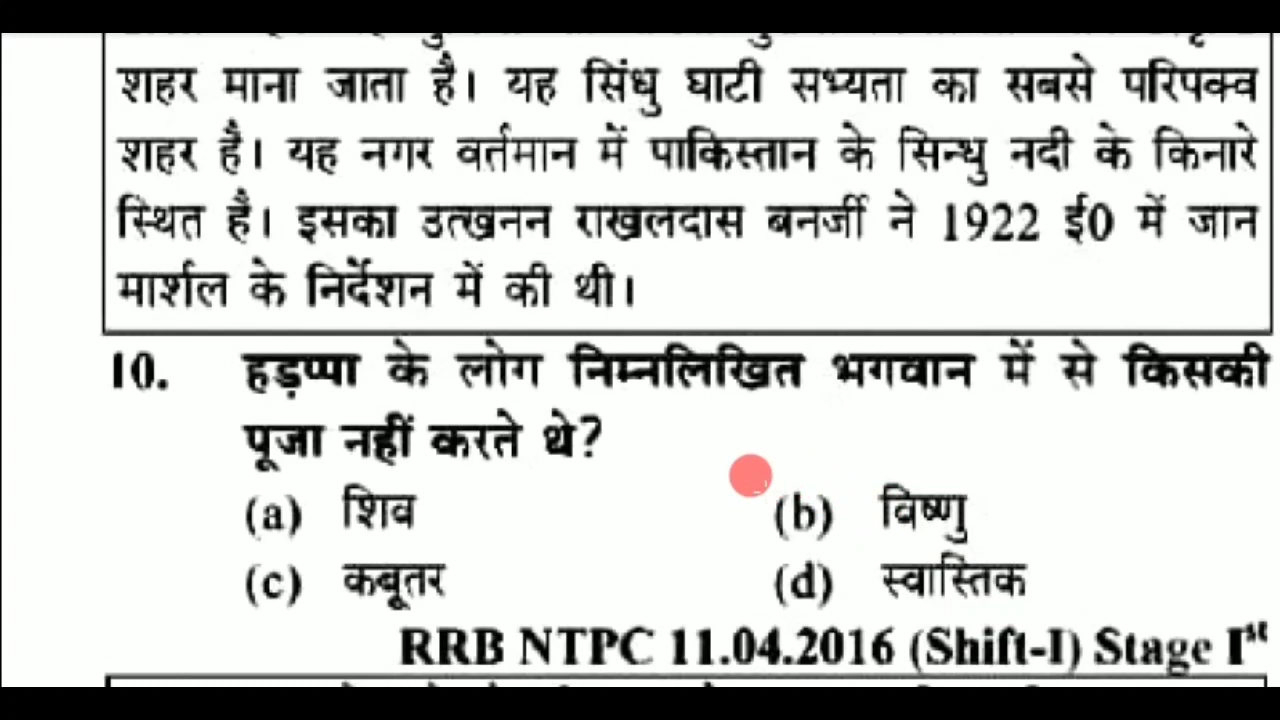 शहर माना जाता है। यह सिंधु घाटी सभ्यता का सबसे परिपक्व
शहर है। यह नगर वर्तमान में पाकिस्तान के सिन्धु नदी के किनारे
स्थित है। इसका उत्खनन राखलदास बनर्जी ने 1922 ई0 में जान
मार्शल के निर्देशन में की थी।
10. हड़प्पा के लोग निम्नलिखित भगवान में से किसकी
पूजा नहीं करते थे?
(a) शिव (b) विष्णु
(c) कबूतर (d) स्वास्तिक
RRB NTPC 11.04.2016 (Shift-I) Stage Ist